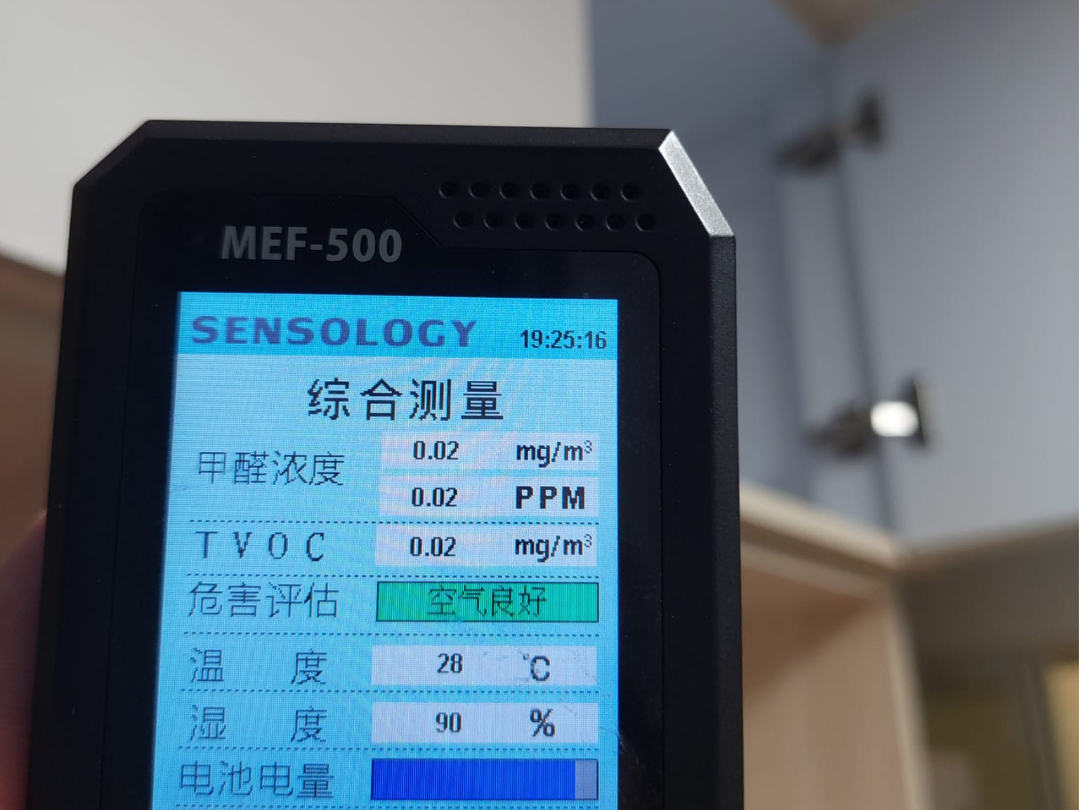 MEF-500
SENSOLOGY 19:25:16
综合测量
甲醛浓度 0.02 mg/m³
0.02 PPM
TVOC 0.02 mg/m³
危害评估 空气良好
温度 28 ℃
湿度 90 %
电池电量